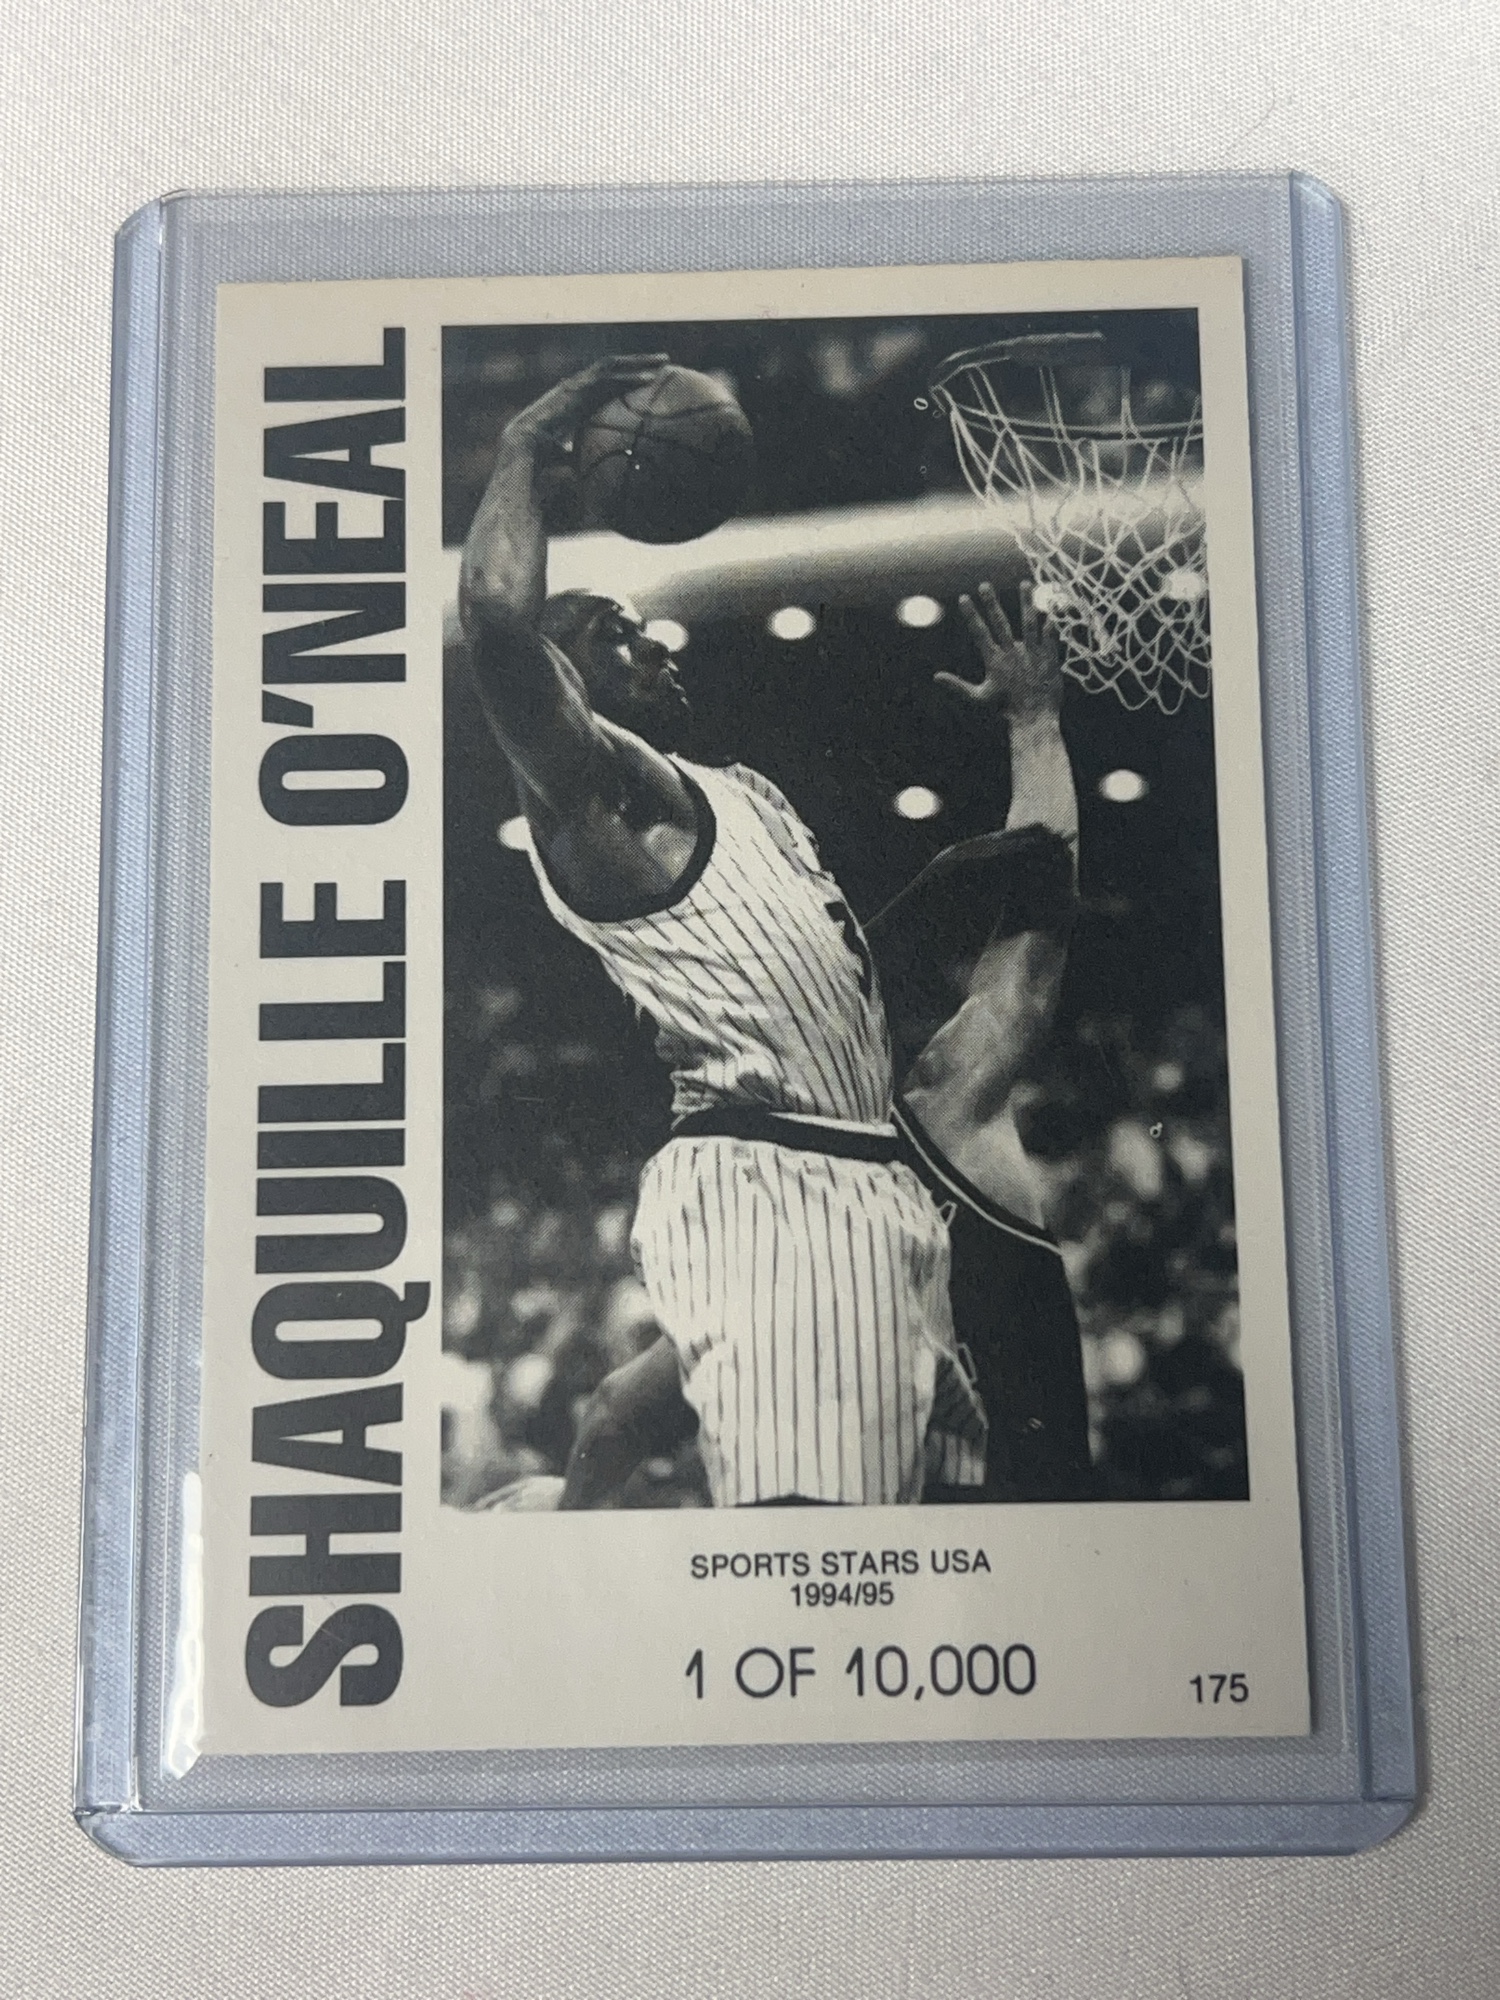 SHAQUILLE O'NEAL
SPORTS STARS USA
1994/95
1 OF 10,000
175